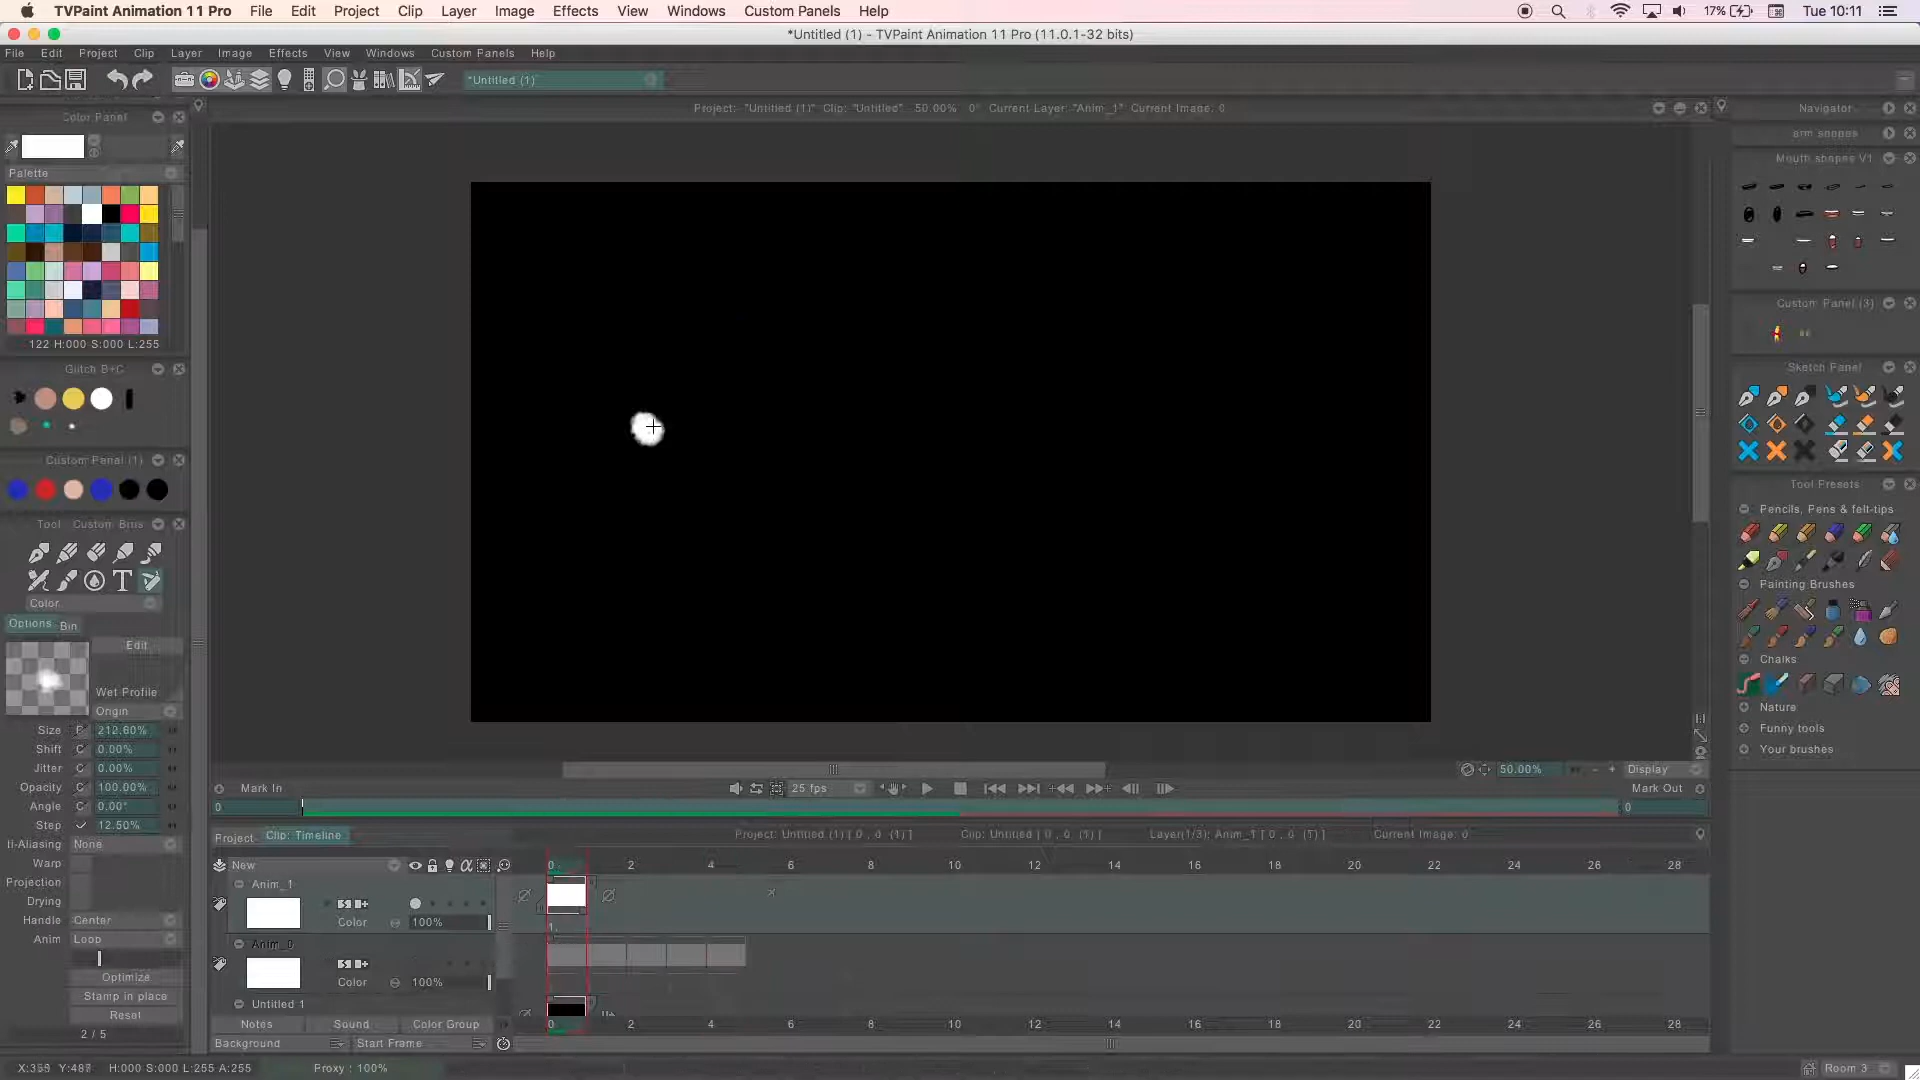 TVPaint Animation 11 Pro File Edit Project Clip Layer Image Effects View Windows Custom Panels Help 17% Tue 10:11
*Untitled (1) - TVPaint Animation 11 Pro (11.0.1-32 bits)
File Edit Project Clip Layer Image Effects View Windows Custom Panels Help
*Untitled (1)
Project: "Untitled (1)" Clip: "Untitled" 50.00% 0° Current Layer: "Anim_1" Current Image: 0
Color Panel
Palette
122 H:000 S:000 L:255
Glitch B+C
Custom Panel (1)
Tool Custom Brus
T
Color
Options Bin
Edit
Wet Profile
Origin
Size P 212.60%
Shift C 0.00%
Jitter C 0.00%
Opacity C 100.00%
Angle C 0.00°
Step 12.50%
ti-Aliasing None
Warp
Projection
Drying
Handle Center
Anim Loop
Optimize
Stamp in place
Reset
2 / 5
Navigator
arm shapes
Mouth shapes V1
Custom Panel (3)
Sketch Panel
Tool Presets
Pencils, Pens & felt-tips
Painting Brushes
Chalks
Nature
Funny tools
Your brushes
50.00% - + Display
Mark In 25 fps Mark Out
0 0
Project: Clip: Timeline Project: Untitled (1) [ 0 , 0 (1) ] Clip: Untitled [ 0 , 0 (1) ] Layer(1/3): Anim_1 [ 0 , 0 (1) ] Current Image: 0
New α 0 2 4 6 8 10 12 14 16 18 20 22 24 26 28
Anim_1
Color 100% 1.
Anim_0
Color 100%
Untitled 1
Notes Sound Color Group 0 2 4 6 8 10 12 14 16 18 20 22 24 26 28
Background Start Frame
X:359 Y:487 H:000 S:000 L:255 A:255 Proxy : 100% Room 3